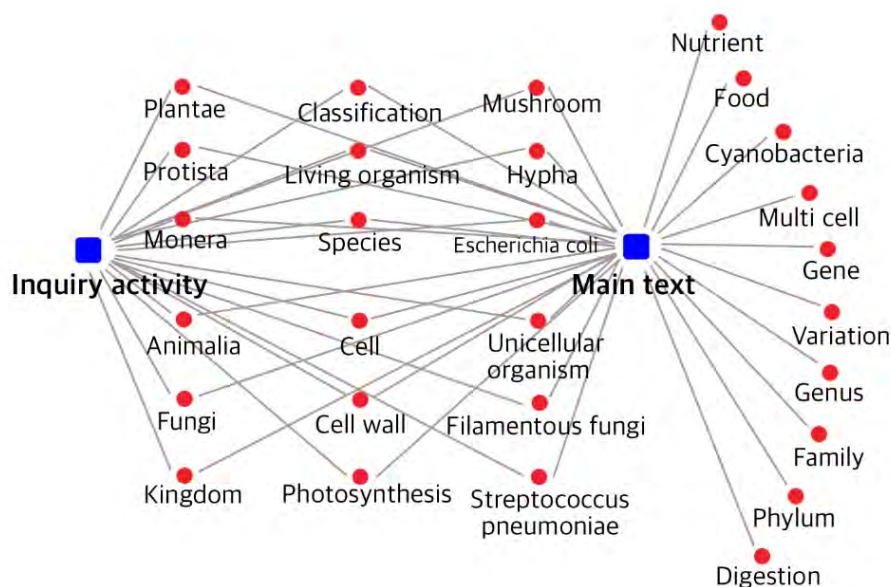 Nutrient
Food
Plantae
Classification
Mushroom
Cyanobacteria
Protista
Living organism
Hypha
Multi cell
Monera
Species
Escherichia coli
Gene
Inquiry activity
Main text
Animalia
Cell
Unicellular
organism
Variation
Genus
Fungi
Cell wall
Filamentous fungi
Family
Kingdom
Photosynthesis
Streptococcus
pneumoniae
Phylum
Digestion